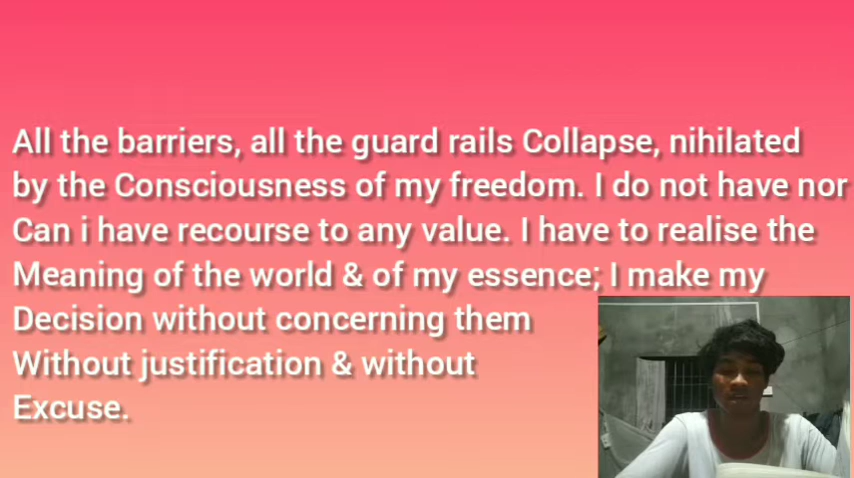 All the barriers, all the guard rails Collapse, nihilated
by the Consciousness of my freedom. I do not have nor
Can i have recourse to any value. I have to realise the
Meaning of the world & of my essence; I make my
Decision without concerning them
Without justification & without
Excuse.